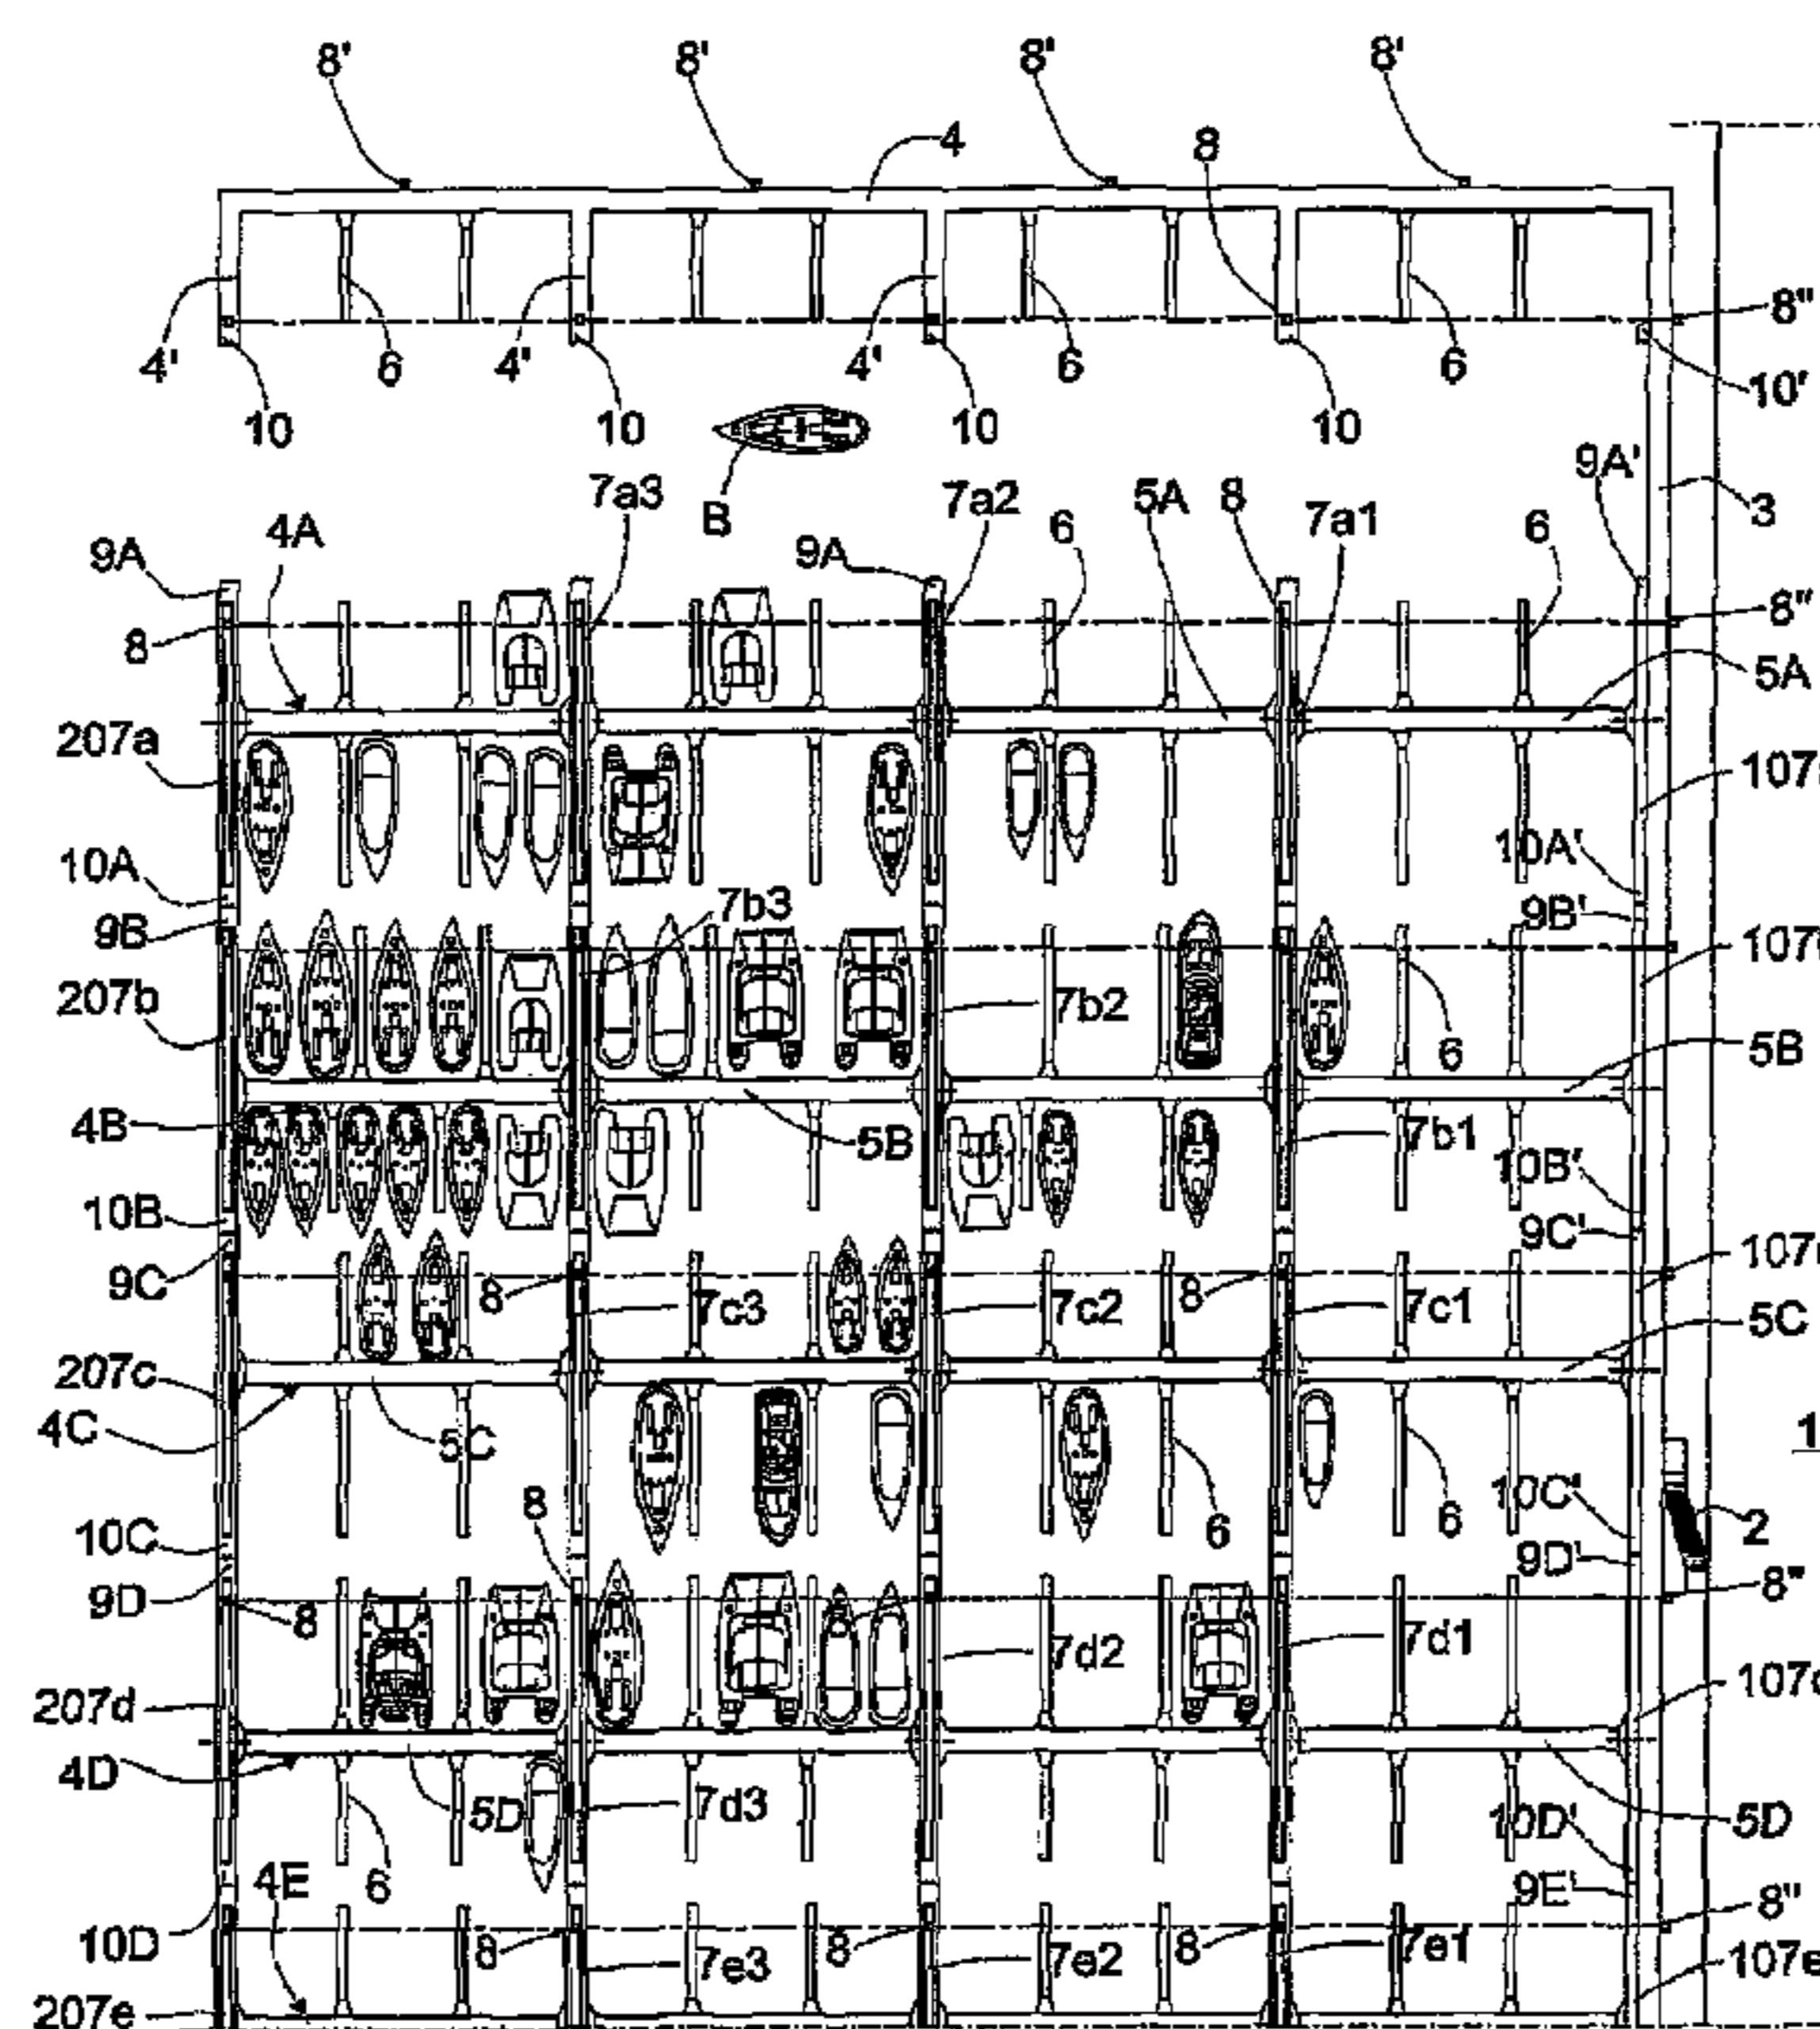 8' 8' 8' 8'
4 8
4' 6 4' 4' 6 6 8"
10 10 10 10 10'
B
9A 4A 7a3 9A 7a2 6 5A 8 7a1 6 9A' 3
8 8"
5A
207a 107
10A 10A'
9B 7b3 9B'
207b 7b2 6 107
5B
4B 5B 7b1
10B 10B'
9C 8 7c3 7c2 8 7c1 9C' 107
207c 5C
4C 5C 6 6 1
10C 8 10C' 2
9D 8 9D' 8"
207d 7d2 7d1 107
4D 5D 7d3 10D' 5D
4E 6 9E' 8"
10D 8 7e3 8 7e2 8 7e1 107e
207e